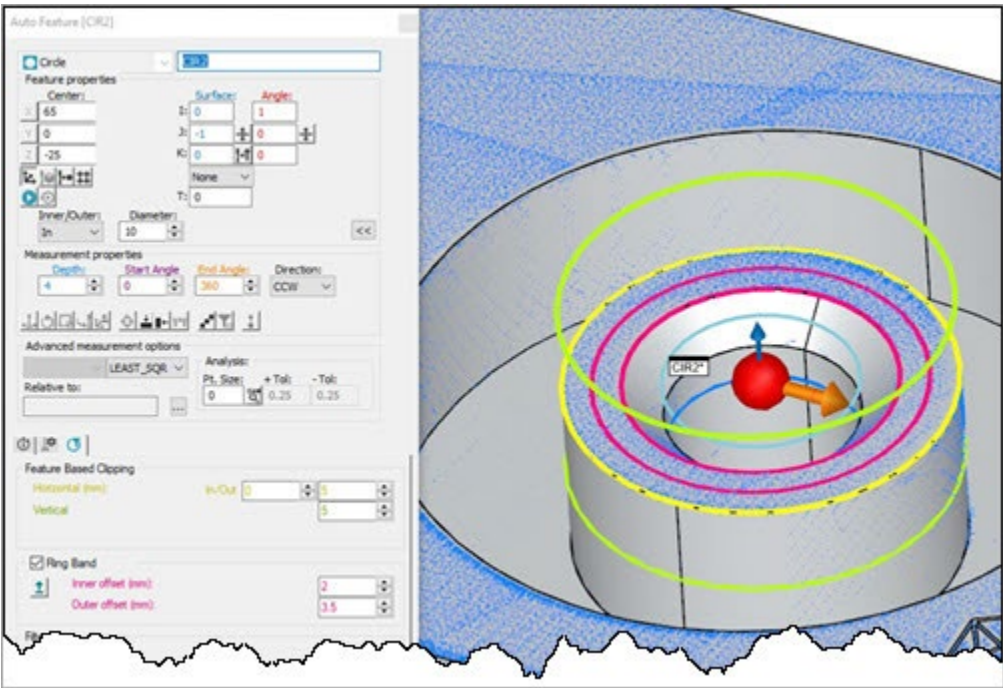 Auto Feature [CIR2]
Circle CIR2
Feature properties
Center: Surface: Angle:
X 65 I: 0 1
Y 0 J: -1 0
Z -25 K: 0 0
None
T: 0
Inner/Outer: Diameter:
In 10 <<
Measurement properties
Depth: Start Angle End Angle: Direction:
4 0 360 CCW
Advanced measurement options
LEAST_SQR Analysis:
Relative to: Pt. Size: + Tol: - Tol:
0 0.25 0.25
...
Feature Based Clipping
Horizontal (mm): In/Out 0 5
Vertical 5
Ring Band
Inner offset (mm): 2
Outer offset (mm): 3.5
CIR2*